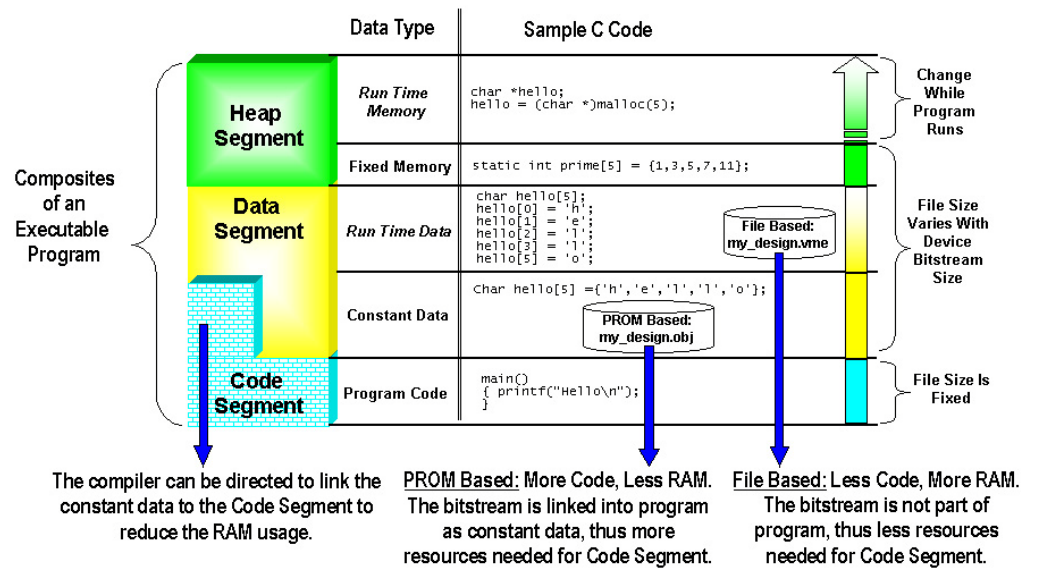 Data Type
Sample C Code
Heap
Segment
Run Time
Memory
char *hello;
hello = (char *)malloc(5);
Change
While
Program
Runs
Fixed Memory
static int prime[5] = {1,3,5,7,11};
Composites
of an
Executable
Program
Data
Segment
Run Time Data
char hello[5];
hello[0] = 'h';
hello[1] = 'e';
hello[2] = 'l';
hello[3] = 'l';
hello[5] = 'o';
File Based:
my_design.vme
File Size
Varies With
Device
Bitstream
Size
Constant Data
Char hello[5] ={'h','e','l','l','o'};
PROM Based:
my_design.obj
Code
Segment
Program Code
main()
{ printf("Hello\n");
}
File Size Is
Fixed
The compiler can be directed to link the
constant data to the Code Segment to
reduce the RAM usage.
PROM Based: More Code, Less RAM.
The bitstream is linked into program
as constant data, thus more
resources needed for Code Segment.
File Based: Less Code, More RAM.
The bitstream is not part of
program, thus less resources
needed for Code Segment.